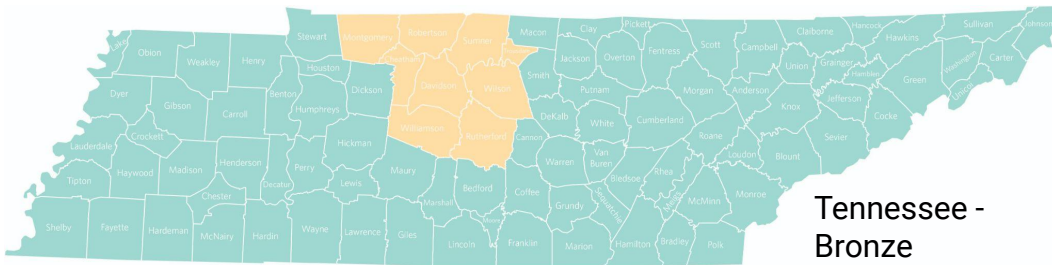 Lake
Obion
Weakley
Henry
Stewart
Montgomery
Robertson
Sumner
Macon
Clay
Pickett
Scott
Campbell
Claiborne
Hancock
Hawkins
Sullivan
Johnson
Houston
Cheatham
Trousdale
Jackson
Overton
Fentress
Union
Grainger
Hamblen
Green
Washington
Carter
Unicoi
Dyer
Gibson
Carroll
Benton
Humphreys
Dickson
Davidson
Wilson
Smith
Putnam
Morgan
Anderson
Knox
Jefferson
Cocke
Crockett
Lauderdale
Williamson
Rutherford
Cannon
DeKalb
White
Cumberland
Roane
Loudon
Blount
Sevier
Tipton
Haywood
Madison
Henderson
Decatur
Perry
Hickman
Lewis
Maury
Bedford
Coffee
Warren
Van
Buren
Bledsoe
Rhea
Meigs
McMinn
Monroe
Chester
Marshall
Moore
Grundy
Sequatchie
Shelby
Fayette
Hardeman
McNairy
Hardin
Wayne
Lawrence
Giles
Lincoln
Franklin
Marion
Hamilton
Bradley
Polk
Tennessee -
Bronze